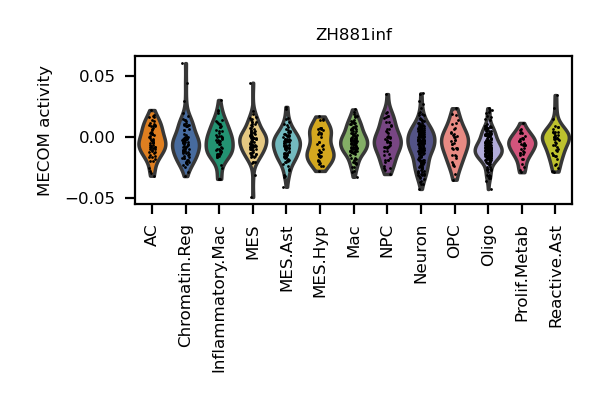 ZH881inf
MECOM activity
0.05
0.00
−0.05
AC
Chromatin.Reg
Inflammatory.Mac
MES
MES.Ast
MES.Hyp
Mac
NPC
Neuron
OPC
Oligo
Prolif.Metab
Reactive.Ast